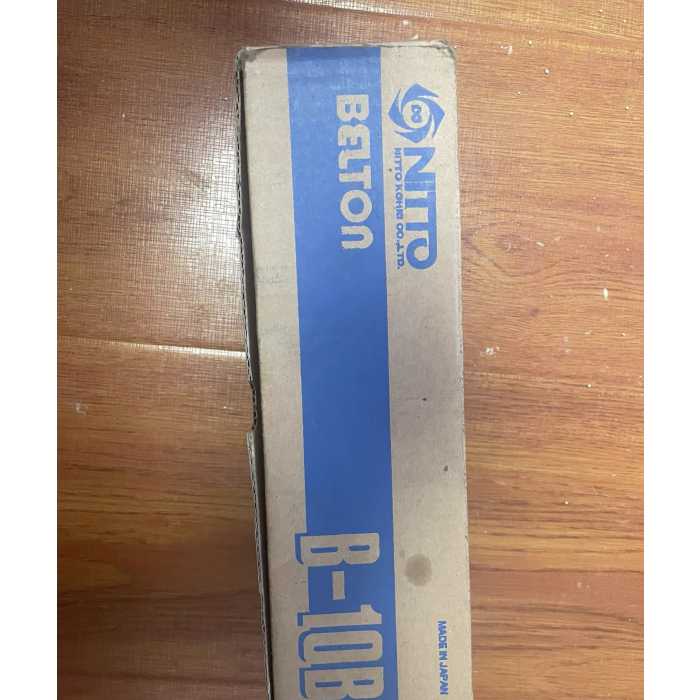 NITTO
NITTO KOHKI CO.,LTD.
BELTON
B-10B
MADE IN JAPAN